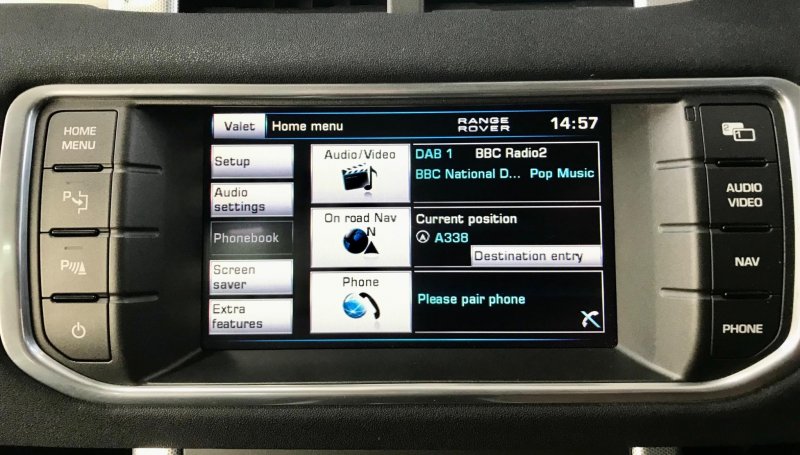 HOME
MENU
P
P
Valet
Home menu
RANGE
ROVER
14:57
Setup
Audio
settings
Phonebook
Screen
saver
Extra
features
Audio/Video
On road Nav
N
Phone
DAB 1 BBC Radio2
BBC National D... Pop Music
Current position
A338
Destination entry
Please pair phone
2
1
AUDIO
VIDEO
NAV
PHONE